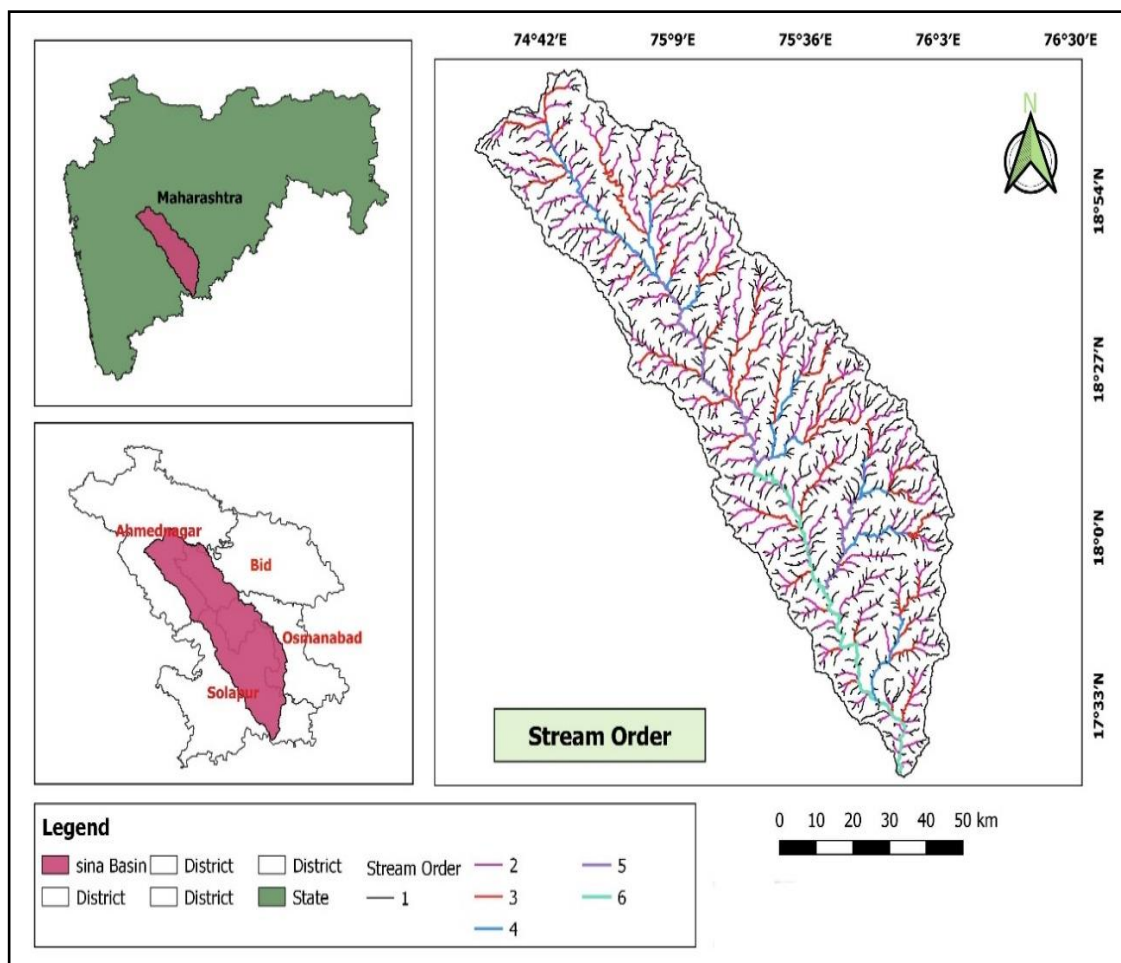 74°42'E 75°9'E 75°36'E 76°3'E 76°30'E
N
Maharashtra
18°54'N
18°27'N
18°0'N
17°33'N
Ahmednagar
Bid
Osmanabad
Solapur
Stream Order
0 10 20 30 40 50 km
Legend
sina Basin District District
District District State
Stream Order
1
2
3
4
5
6